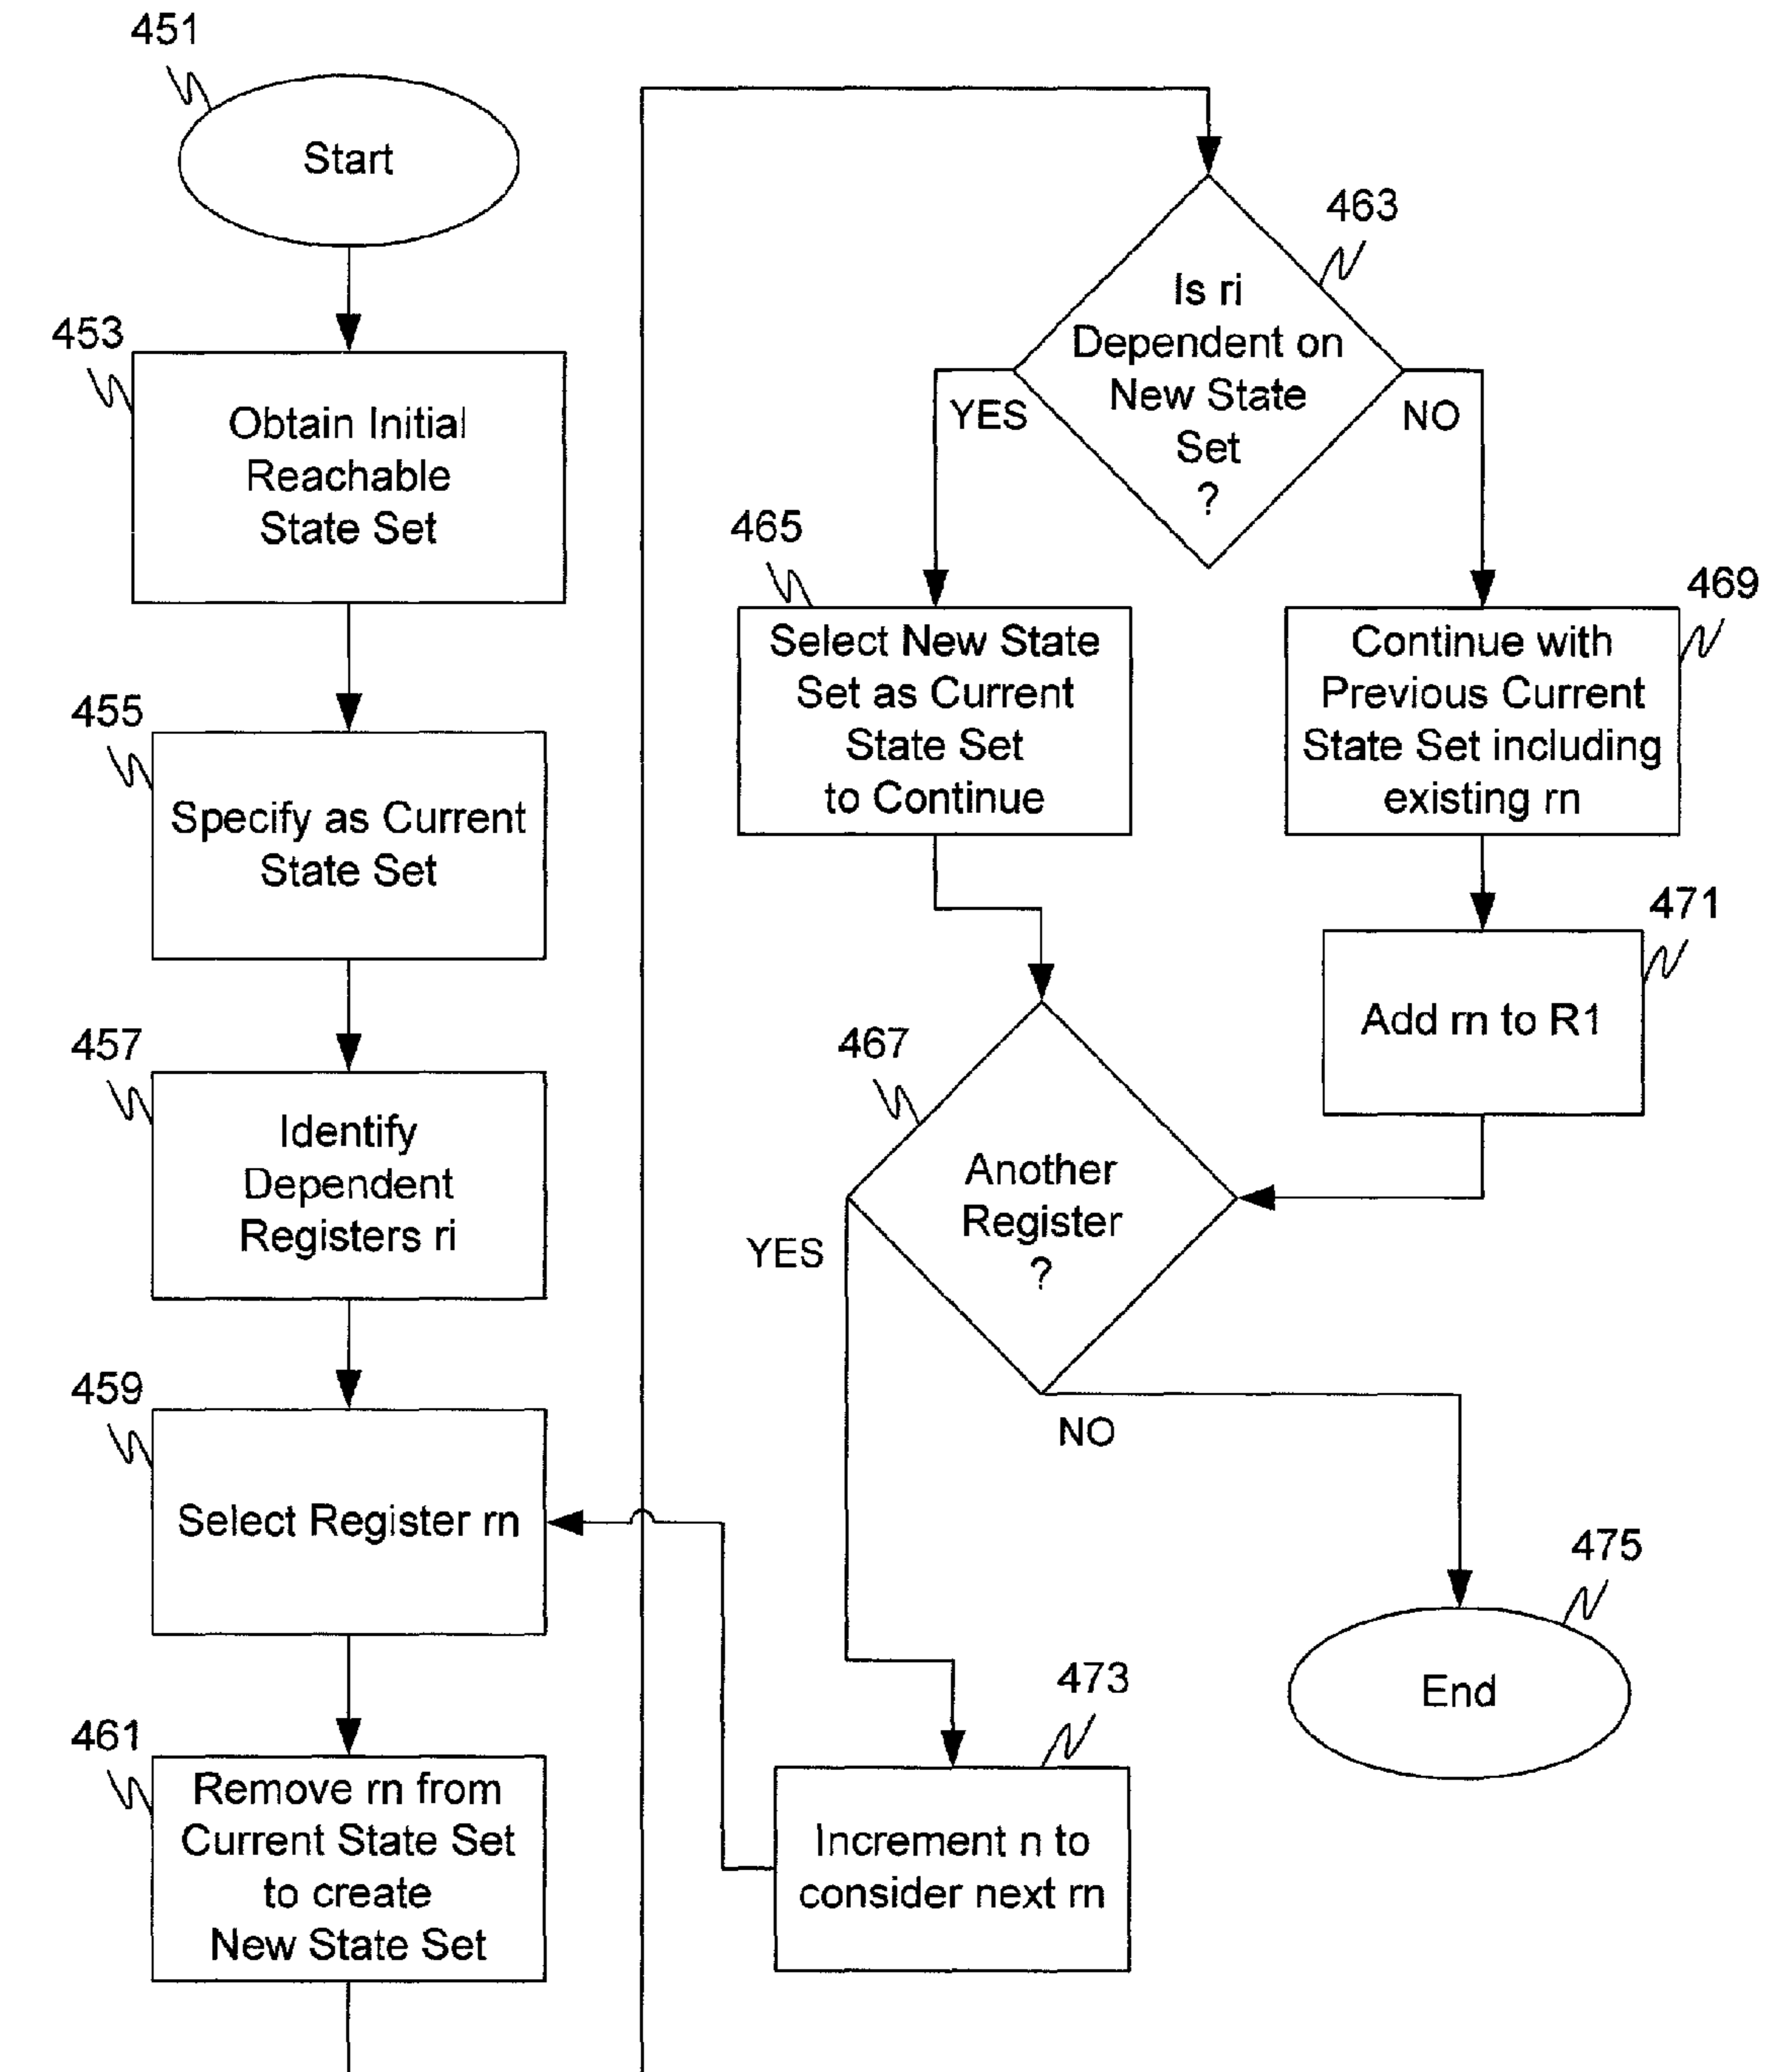 451
Start
453
Obtain Initial
Reachable
State Set
455
Specify as Current
State Set
457
Identify
Dependent
Registers ri
459
Select Register rn
461
Remove rn from
Current State Set
to create
New State Set
463
Is ri
Dependent on
New State
Set
?
YES
NO
465
Select New State
Set as Current
State Set
to Continue
469
Continue with
Previous Current
State Set including
existing rn
471
Add rn to R1
467
Another
Register
?
YES
NO
473
Increment n to
consider next rn
475
End